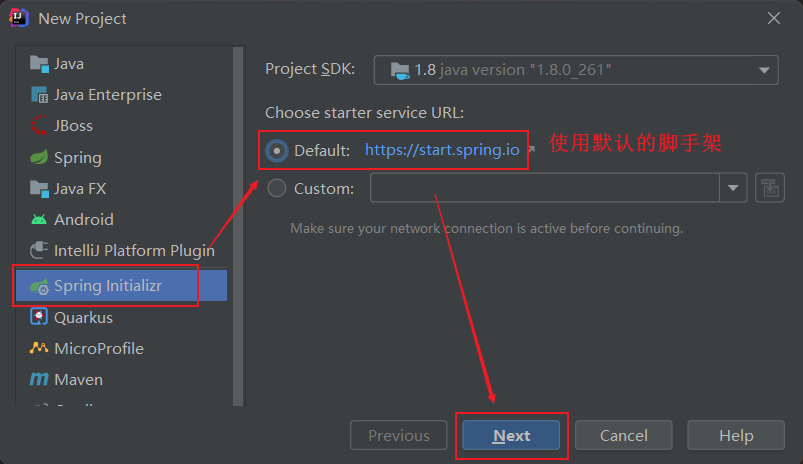 New Project
Java
Java Enterprise
JBoss
Spring
Java FX
Android
IntelliJ Platform Plugin
Spring Initializr
Quarkus
MicroProfile
Maven
Project SDK: 1.8 java version "1.8.0_261"
Choose starter service URL:
Default: https://start.spring.io 使用默认的脚手架
Custom:
Make sure your network connection is active before continuing.
Previous Next Cancel Help